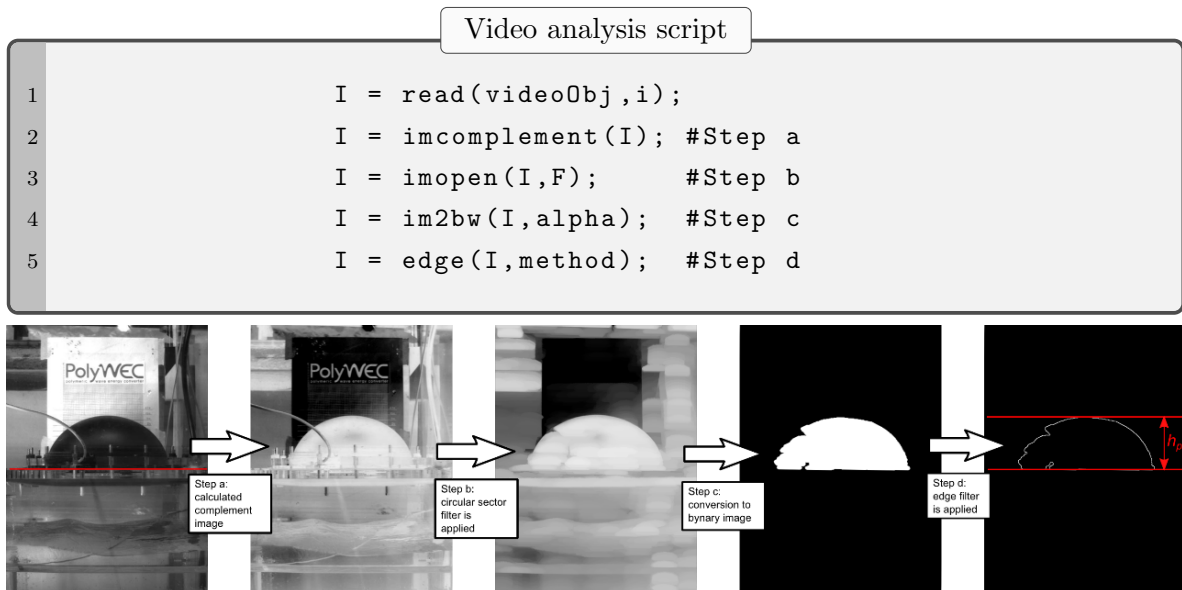 Video analysis script
1 I = read(videoObj,i);
2 I = imcomplement(I); #Step a
3 I = imopen(I,F); #Step b
4 I = im2bw(I,alpha); #Step c
5 I = edge(I,method); #Step d
PolyWEC
PolyWEC
Step a:
calculated
complement
image
Step b:
circular sector
filter is
applied
Step c:
conversion to
bynary image
Step d:
edge filter
is applied
hp